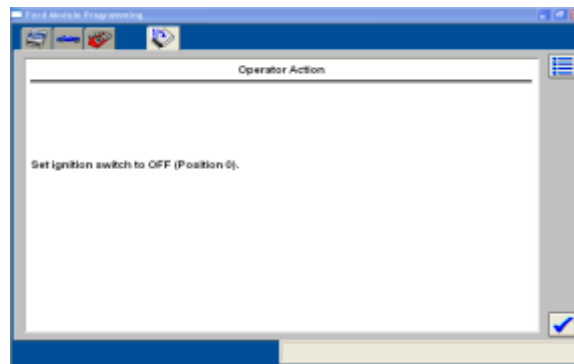 Ford Module Programming
Operator Action
Set ignition switch to OFF (Position 0).